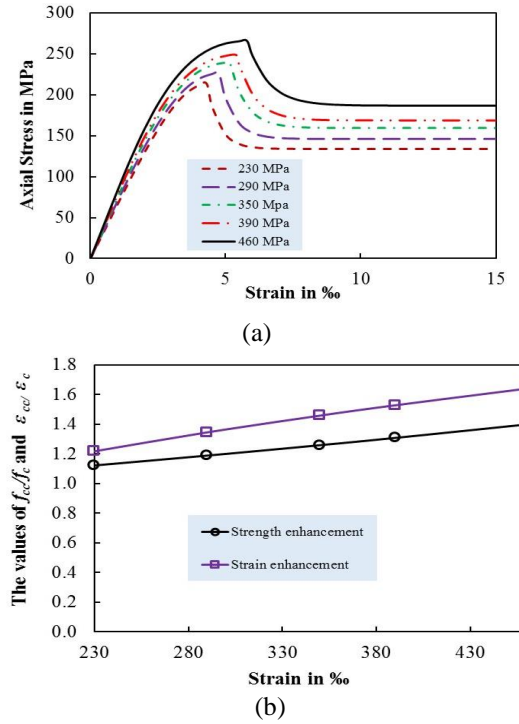 (a)
300
250
200
150
100
50
0
Axial Stress in MPa
230 MPa
290 MPa
350 Mpa
390 MPa
460 MPa
0 5 10 15
Strain in ‰
(a)
1.8
1.6
1.4
1.2
1.0
0.8
0.6
0.4
0.2
0.0
The values of fcc/fc and εcc/ εc
Strength enhancement
Strain enhancement
230 280 330 380 430
Strain in ‰
(b)